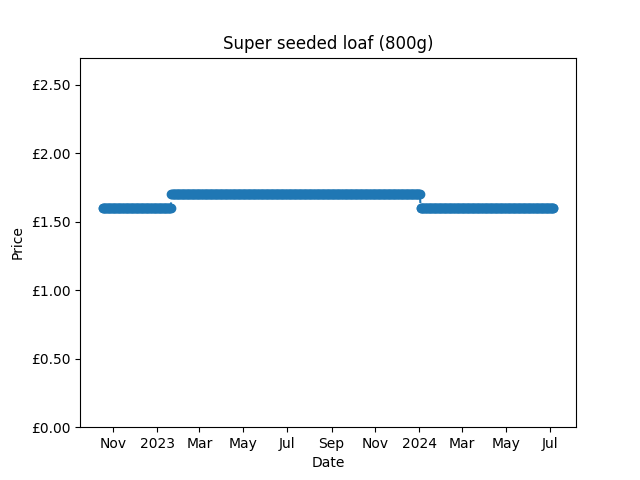 Super seeded loaf (800g)
£2.50
£2.00
£1.50
£1.00
£0.50
£0.00
Price
Nov 2023 Mar May Jul Sep Nov 2024 Mar May Jul
Date